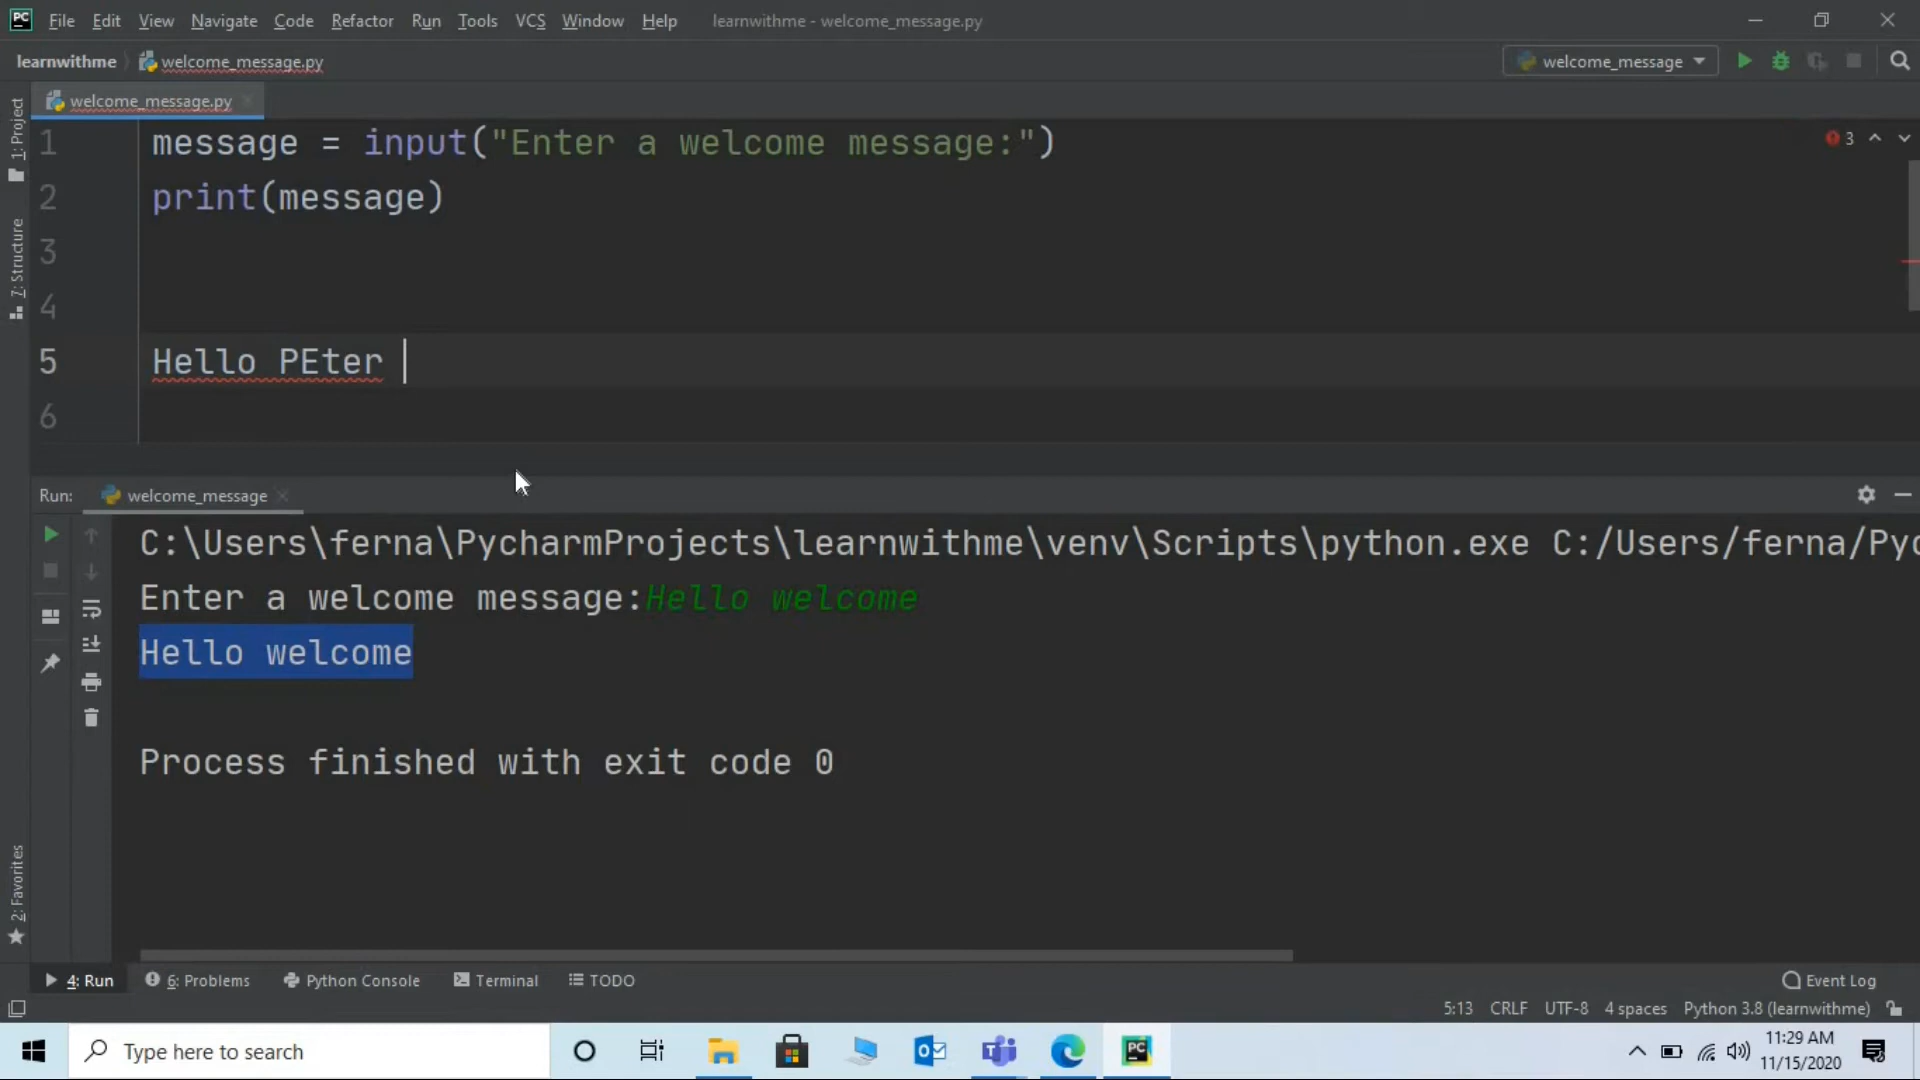 PC File Edit View Navigate Code Refactor Run Tools VCS Window Help learnwithme - welcome_message.py
learnwithme welcome_message.py welcome_message
welcome_message.py
1: Project
7: Structure
2: Favorites
1 message = input("Enter a welcome message:")
3
2 print(message)
3
4
5 Hello PEter
6
Run: welcome_message
C:\Users\ferna\PycharmProjects\learnwithme\venv\Scripts\python.exe C:/Users/ferna/Pyc
Enter a welcome message:Hello welcome
Hello welcome
Process finished with exit code 0
4: Run 6: Problems Python Console Terminal TODO Event Log
5:13 CRLF UTF-8 4 spaces Python 3.8 (learnwithme)
Type here to search
PC
11:29 AM
11/15/2020